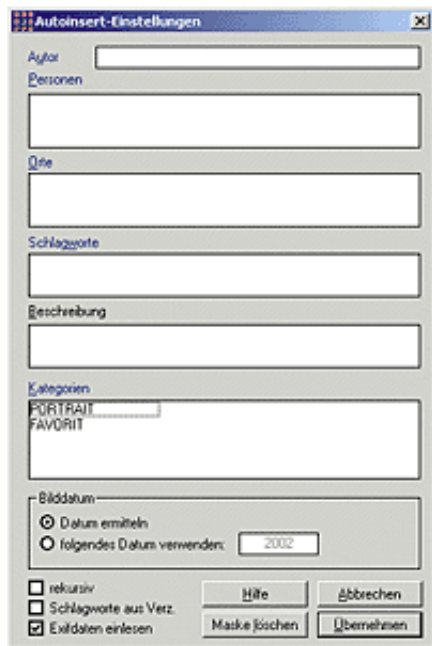 Autoinsert-Einstellungen
Autor
Personen
Orte
Schlagworte
Beschreibung
Kategorien
PORTRAIT
FAVORIT
Bilddatum
Datum ermitteln
folgendes Datum verwenden: 2002
rekursiv
Schlagworte aus Verz.
Exifdaten einlesen
Hilfe
Abbrechen
Maske löschen
Übernehmen